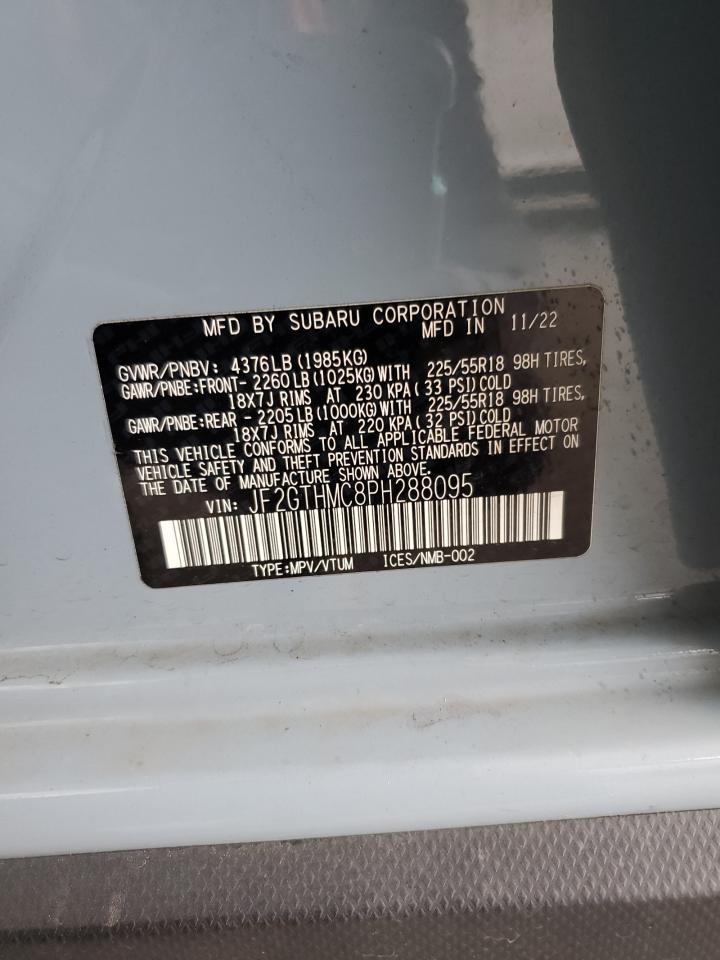 MFD BY SUBARU CORPORATION
MFD IN 11/22
GVWR/PNBV: 4376LB (1985KG)
GAWR/PNBE:FRONT- 2260LB (1025KG) WITH 225/55R18 98H TIRES,
18X7J RIMS AT 230 KPA (33 PSI) COLD
GAWR/PNBE:REAR - 2205LB (1000KG) WITH 225/55R18 98H TIRES,
18X7J RIMS AT 220 KPA (32 PSI) COLD
THIS VEHICLE CONFORMS TO ALL APPLICABLE FEDERAL MOTOR
VEHICLE SAFETY AND THEFT PREVENTION STANDARDS IN EFFECT ON
THE DATE OF MANUFACTURE SHOWN ABOVE.
VIN: JF2GTHMC8PH288095
TYPE:MPV/VTUM ICES/NMB-002